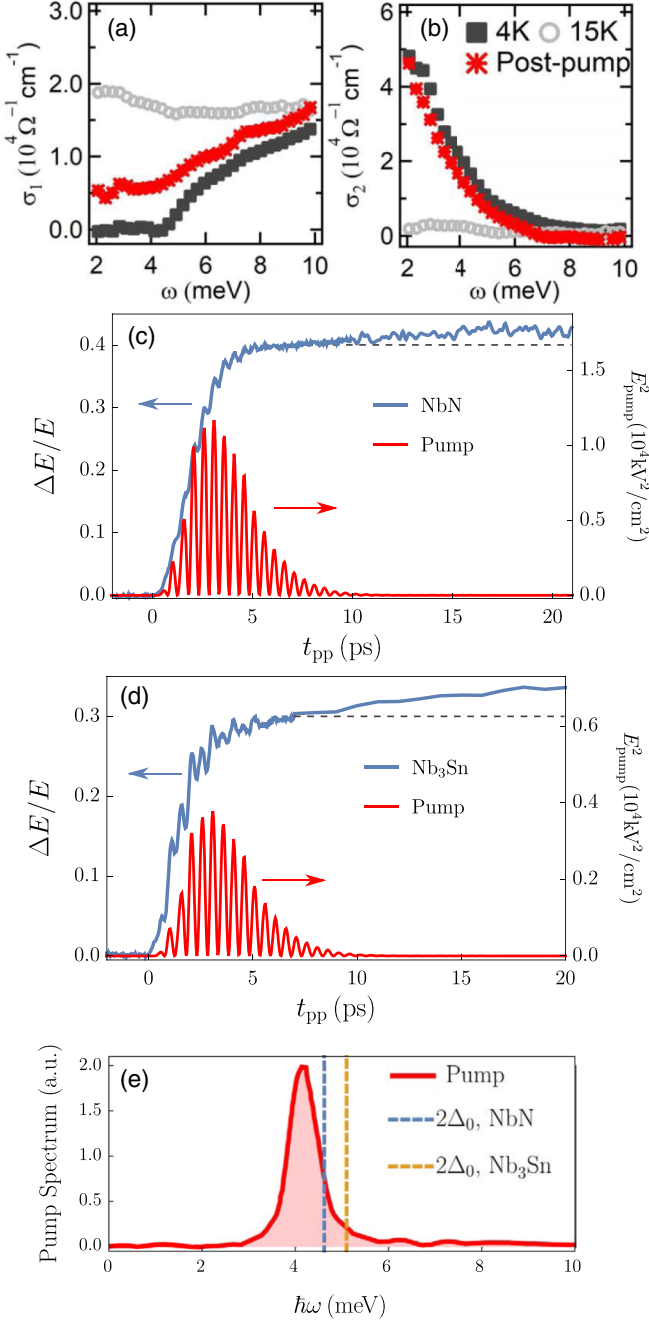 (a)
σ₁ (10⁴ Ω⁻¹ cm⁻¹)
3.0
2.0
1.0
0.0
2 4 6 8 10
ω (meV)
(b)
4K 15K
Post-pump
σ₂ (10⁴ Ω⁻¹ cm⁻¹)
6
4
2
0
2 4 6 8 10
ω (meV)
(c)
ΔE/E
0.4
0.3
0.2
0.1
0.0
NbN
Pump
1.5
1.0
0.5
0.0
E²pump(10⁴kV²/cm²)
0 5 10 15 20
tpp (ps)
(d)
ΔE/E
0.3
0.2
0.1
0.0
Nb₃Sn
Pump
0.6
0.4
0.2
0.0
E²pump(10⁴kV²/cm²)
0 5 10 15 20
tpp (ps)
(e)
Pump Spectrum (a.u.)
2.0
1.5
1.0
0.5
0.0
Pump
2Δ₀, NbN
2Δ₀, Nb₃Sn
0 2 4 6 8 10
ħω (meV)